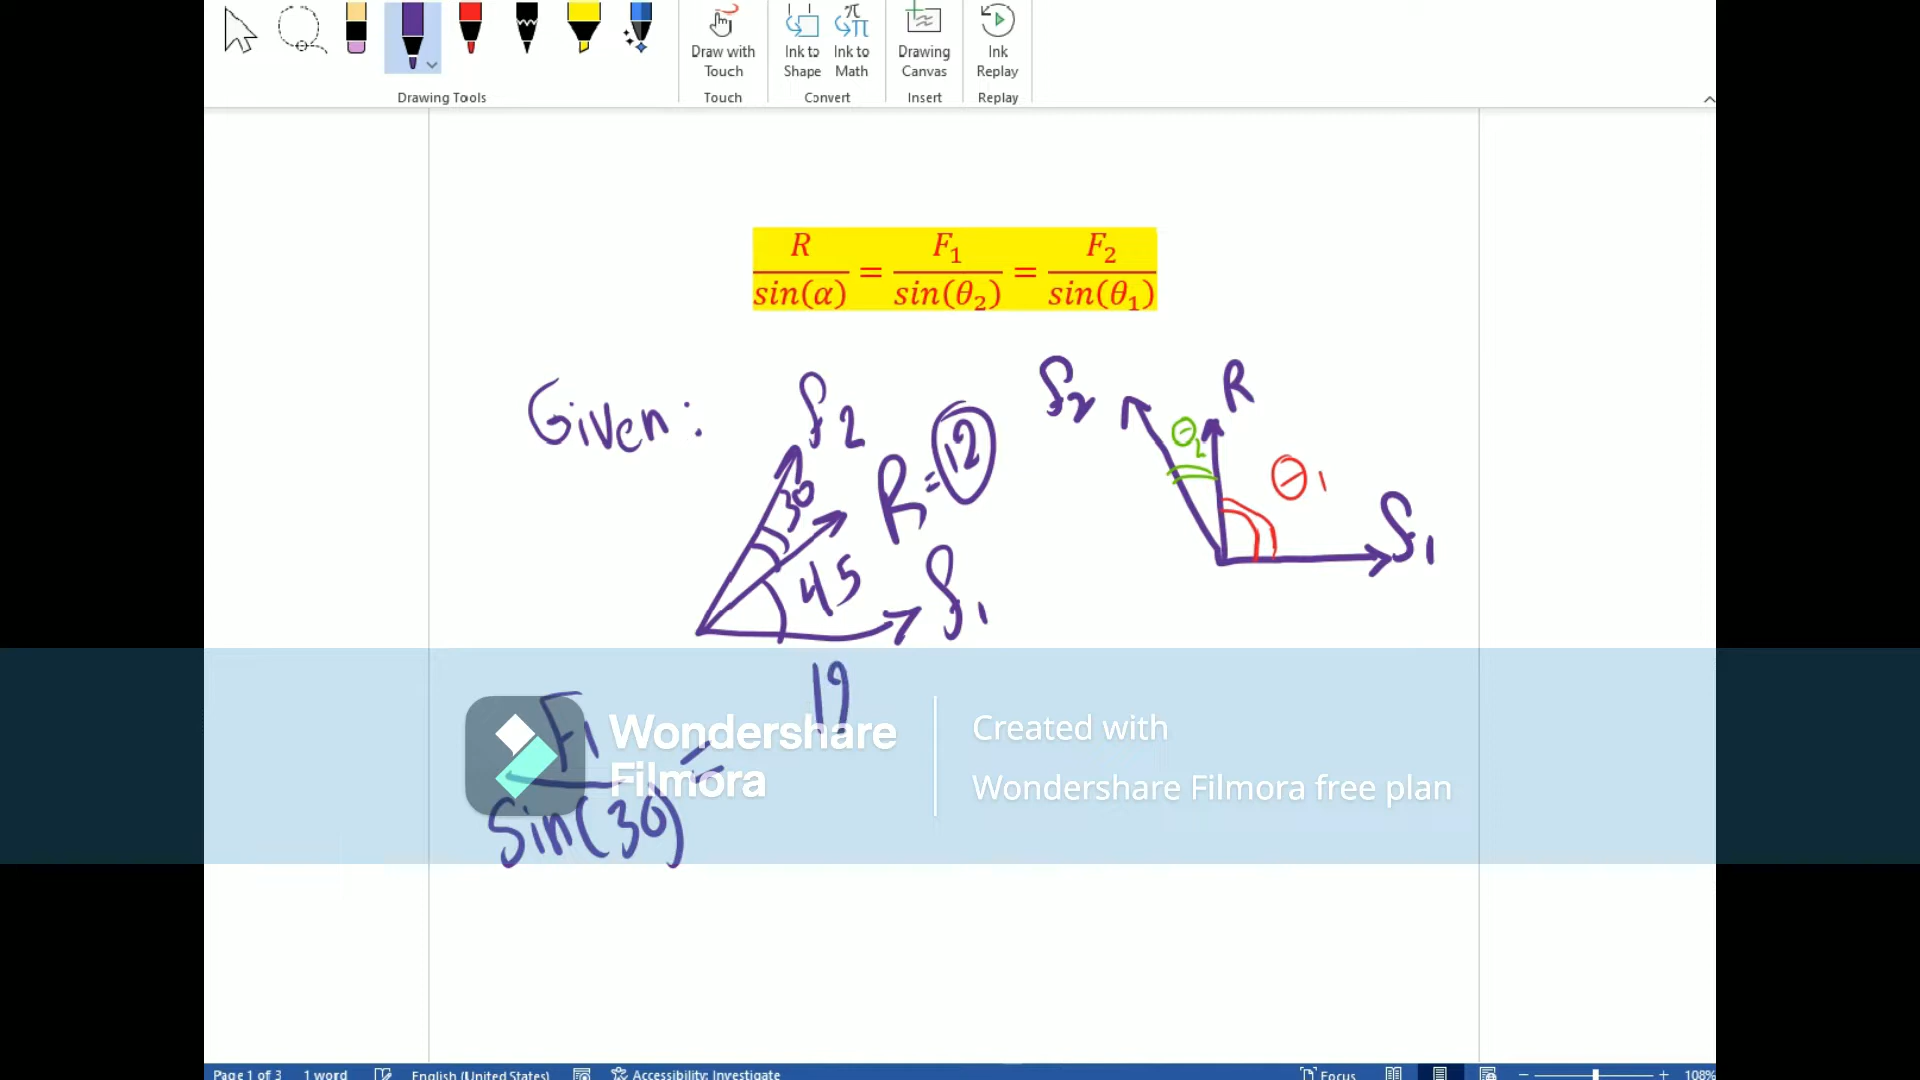 Draw with Touch
Ink to Shape
Ink to Math
Drawing Canvas
Ink Replay
Drawing Tools
Touch
Convert
Insert
Replay
R/sin(α) = F₁/sin(θ₂) = F₂/sin(θ₁)
Given:
f2
30
R=12
45
f1
19
f2
R
θ2
θ1
f1
F1/Sin(30) =
Wondershare Filmora
Created with
Wondershare Filmora free plan
Page 1 of 3 1 word English (United States) Accessibility: Investigate Focus 108%